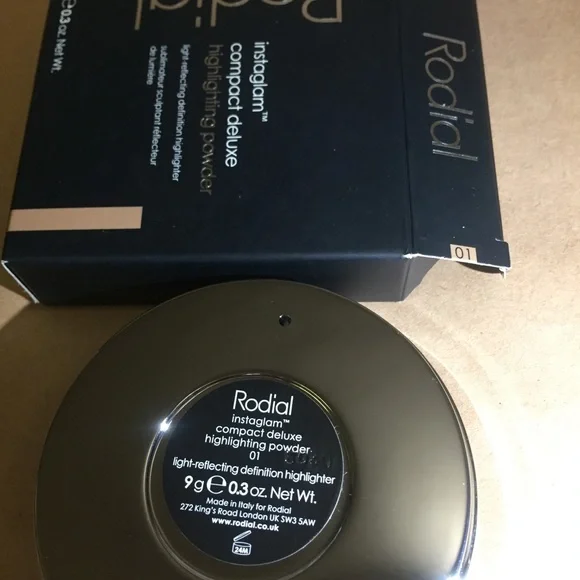 Rodial
instaglam™
compact deluxe
highlighting powder
light-reflecting definition highlighter
sublimateur sculptant réflecteur
de lumière
℮0.3 oz. Net Wt.
Rodial
01
Rodial
instaglam™
compact deluxe
highlighting powder
01
light-reflecting definition highlighter
9 g ℮ 0.3 oz. Net Wt.
Made in Italy for Rodial
272 King's Road London UK SW3 5AW
www.rodial.co.uk
24M